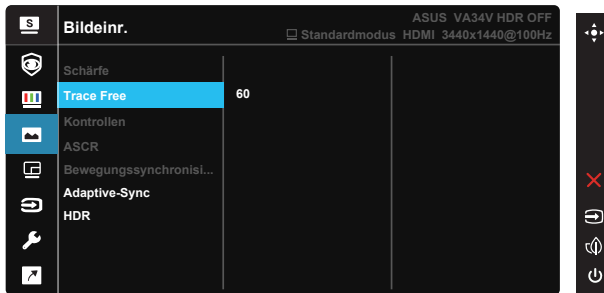 S
Bildeinr.
ASUS VA34V HDR OFF
Standardmodus HDMI 3440x1440@100Hz
Schärfe
Trace Free 60
Kontrollen
ASCR
Bewegungssynchronisi...
Adaptive-Sync
HDR